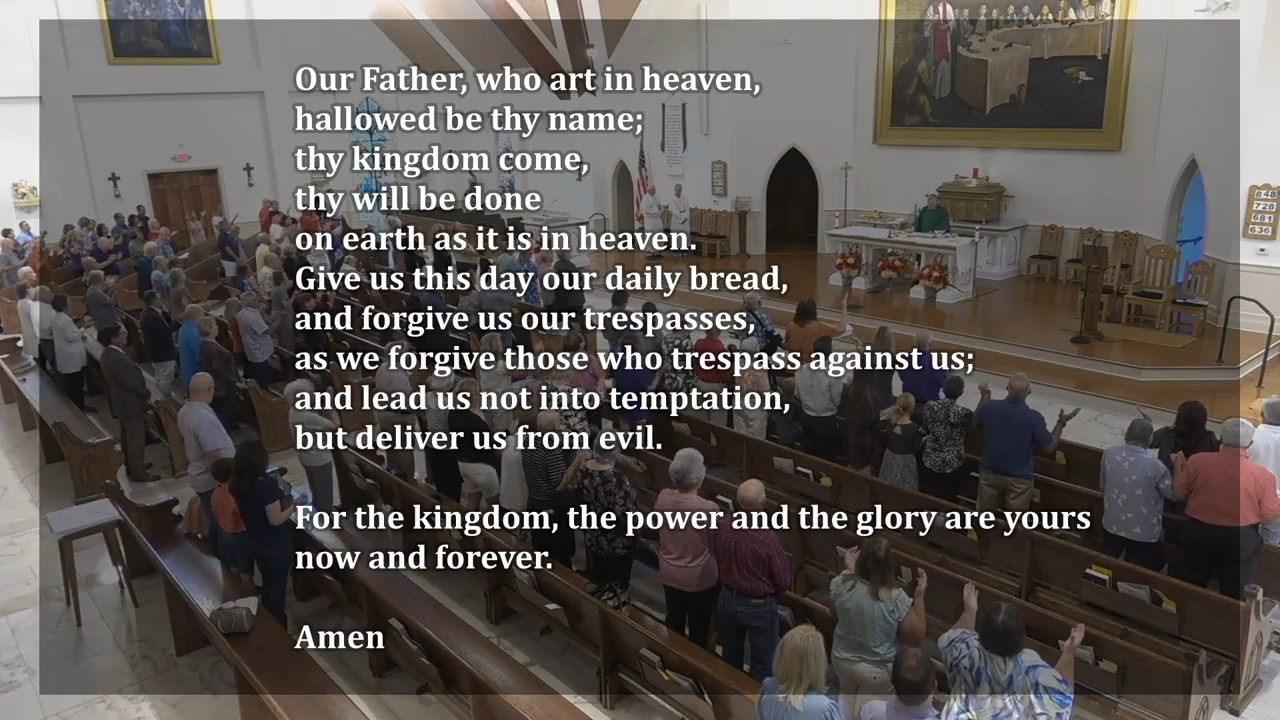 Our Father, who art in heaven,
hallowed be thy name;
thy kingdom come,
thy will be done
on earth as it is in heaven.
Give us this day our daily bread,
and forgive us our trespasses,
as we forgive those who trespass against us;
and lead us not into temptation,
but deliver us from evil.
For the kingdom, the power and the glory are yours
now and forever.
Amen
848
728
681
636